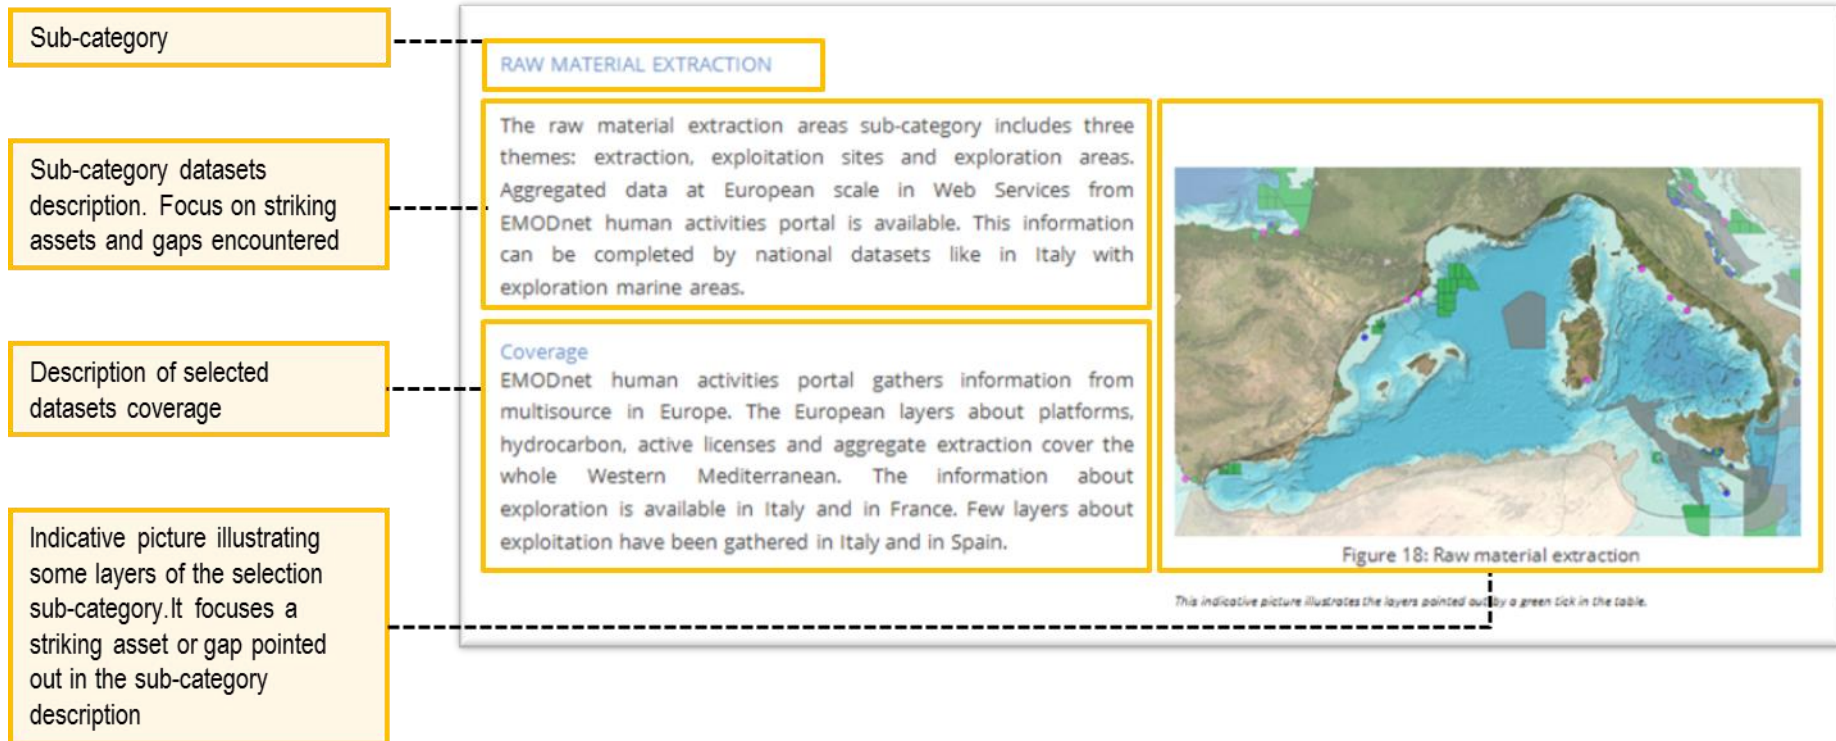 Sub-category
RAW MATERIAL EXTRACTION
Sub-category datasets
description. Focus on striking
assets and gaps encountered
The raw material extraction areas sub-category includes three
themes: extraction, exploitation sites and exploration areas.
Aggregated data at European scale in Web Services from
EMODnet human activities portal is available. This information
can be completed by national datasets like in Italy with
exploration marine areas.
Description of selected
datasets coverage
Coverage
EMODnet human activities portal gathers information from
multisource in Europe. The European layers about platforms,
hydrocarbon, active licenses and aggregate extraction cover the
whole Western Mediterranean. The information about
exploration is available in Italy and in France. Few layers about
exploitation have been gathered in Italy and in Spain.
Indicative picture illustrating
some layers of the selection
sub-category.It focuses a
striking asset or gap pointed
out in the sub-category
description
Figure 18: Raw material extraction
This indicative picture illustrates the layers pointed out by a green tick in the table.